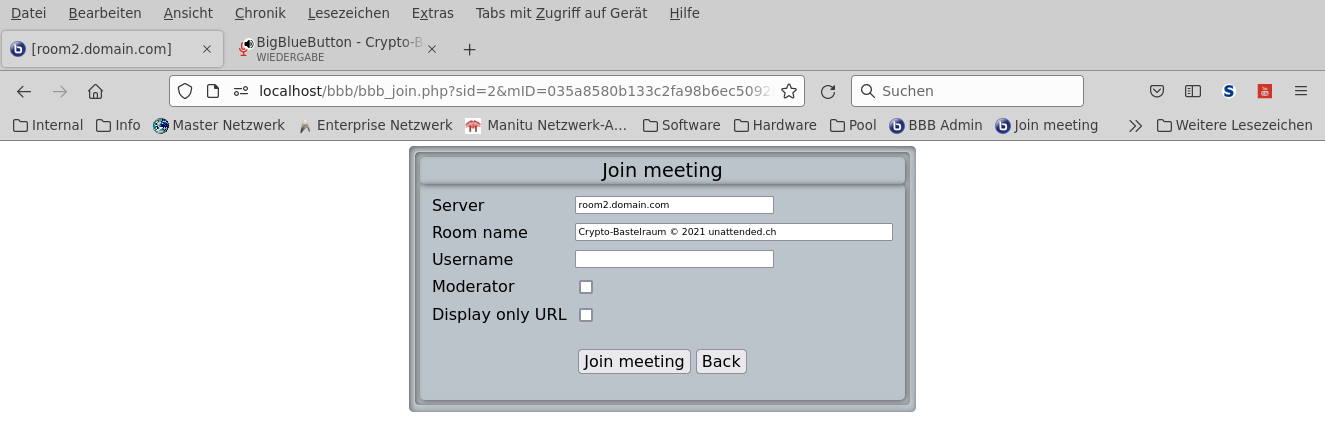 Datei Bearbeiten Ansicht Chronik Lesezeichen Extras Tabs mit Zugriff auf Gerät Hilfe
[room2.domain.com] BigBlueButton - Crypto-B
WIEDERGABE
localhost/bbb/bbb_join.php?sid=2&mID=035a8580b133c2fa98b6ec5092 Suchen
Internal Info Master Netzwerk Enterprise Netzwerk Manitu Netzwerk-A... Software Hardware Pool BBB Admin Join meeting Weitere Lesezeichen
Join meeting
Server room2.domain.com
Room name Crypto-Bastelraum © 2021 unattended.ch
Username
Moderator
Display only URL
Join meeting Back